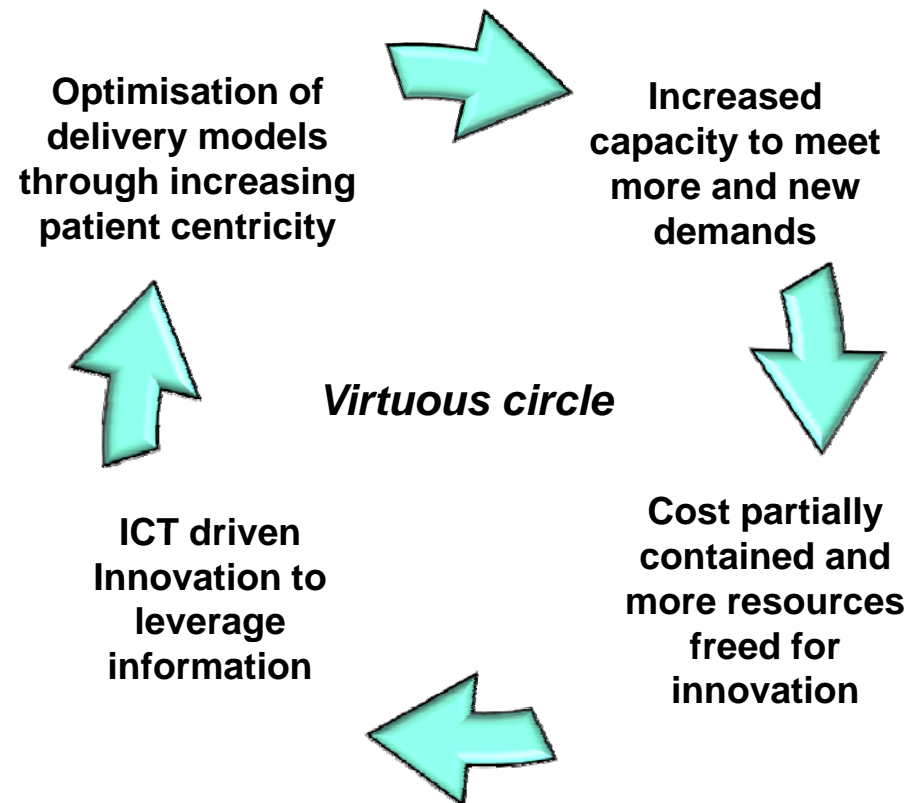 Optimisation of
delivery models
through increasing
patient centricity
Increased
capacity to meet
more and new
demands
Virtuous circle
ICT driven
Innovation to
leverage
information
Cost partially
contained and
more resources
freed for
innovation